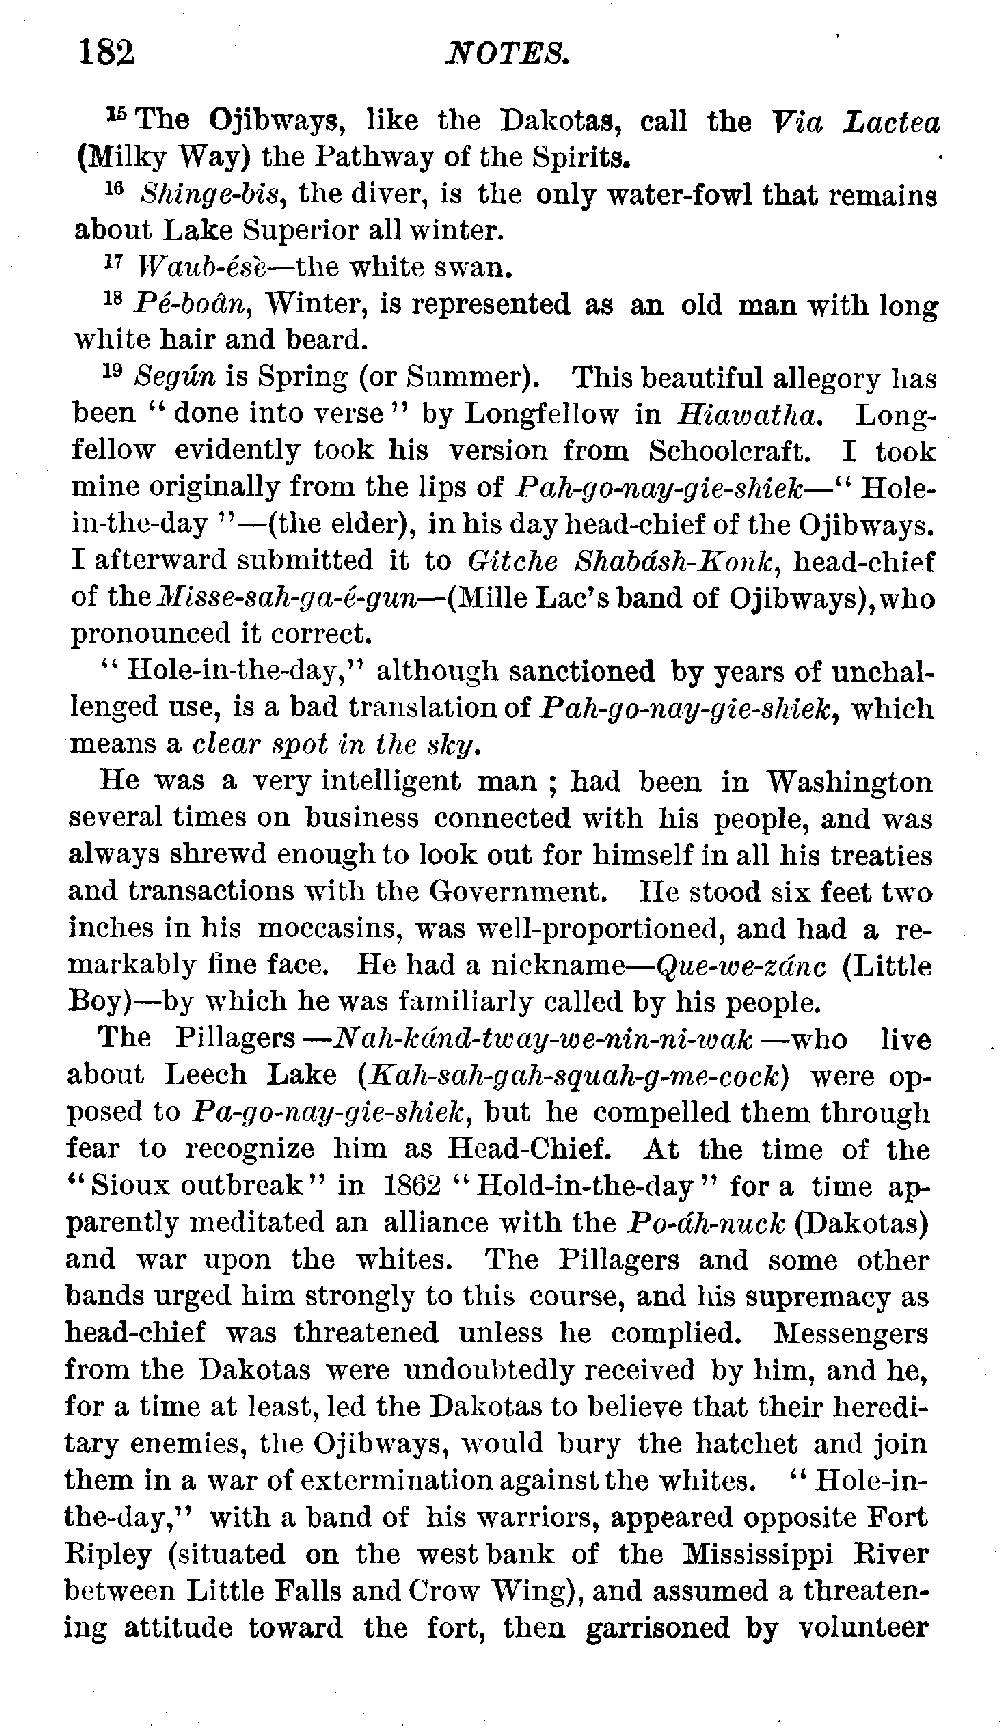 182 NOTES.
15 The Ojibways, like the Dakotas, call the Via Lactea
(Milky Way) the Pathway of the Spirits.
16 Shinge-bis, the diver, is the only water-fowl that remains
about Lake Superior all winter.
17 Waub-ésè—the white swan.
18 Pé-boân, Winter, is represented as an old man with long
white hair and beard.
19 Según is Spring (or Summer). This beautiful allegory has
been “done into verse” by Longfellow in Hiawatha. Long-
fellow evidently took his version from Schoolcraft. I took
mine originally from the lips of Pah-go-nay-gie-shiek—“Hole-
in-the-day”—(the elder), in his day head-chief of the Ojibways.
I afterward submitted it to Gitche Shabásh-Konk, head-chief
of the Misse-sah-ga-é-gun—(Mille Lac’s band of Ojibways), who
pronounced it correct.
“Hole-in-the-day,” although sanctioned by years of unchal-
lenged use, is a bad translation of Pah-go-nay-gie-shiek, which
means a clear spot in the sky.
He was a very intelligent man ; had been in Washington
several times on business connected with his people, and was
always shrewd enough to look out for himself in all his treaties
and transactions with the Government. He stood six feet two
inches in his moccasins, was well-proportioned, and had a re-
markably fine face. He had a nickname—Que-we-zánc (Little
Boy)—by which he was familiarly called by his people.
The Pillagers—Nah-kánd-tway-we-nin-ni-wak—who live
about Leech Lake (Kah-sah-gah-squah-g-me-cock) were op-
posed to Pa-go-nay-gie-shiek, but he compelled them through
fear to recognize him as Head-Chief. At the time of the
“Sioux outbreak” in 1862 “Hold-in-the-day” for a time ap-
parently meditated an alliance with the Po-áh-nuck (Dakotas)
and war upon the whites. The Pillagers and some other
bands urged him strongly to this course, and his supremacy as
head-chief was threatened unless he complied. Messengers
from the Dakotas were undoubtedly received by him, and he,
for a time at least, led the Dakotas to believe that their heredi-
tary enemies, the Ojibways, would bury the hatchet and join
them in a war of extermination against the whites. “Hole-in-
the-day,” with a band of his warriors, appeared opposite Fort
Ripley (situated on the west bank of the Mississippi River
between Little Falls and Crow Wing), and assumed a threaten-
ing attitude toward the fort, then garrisoned by volunteer